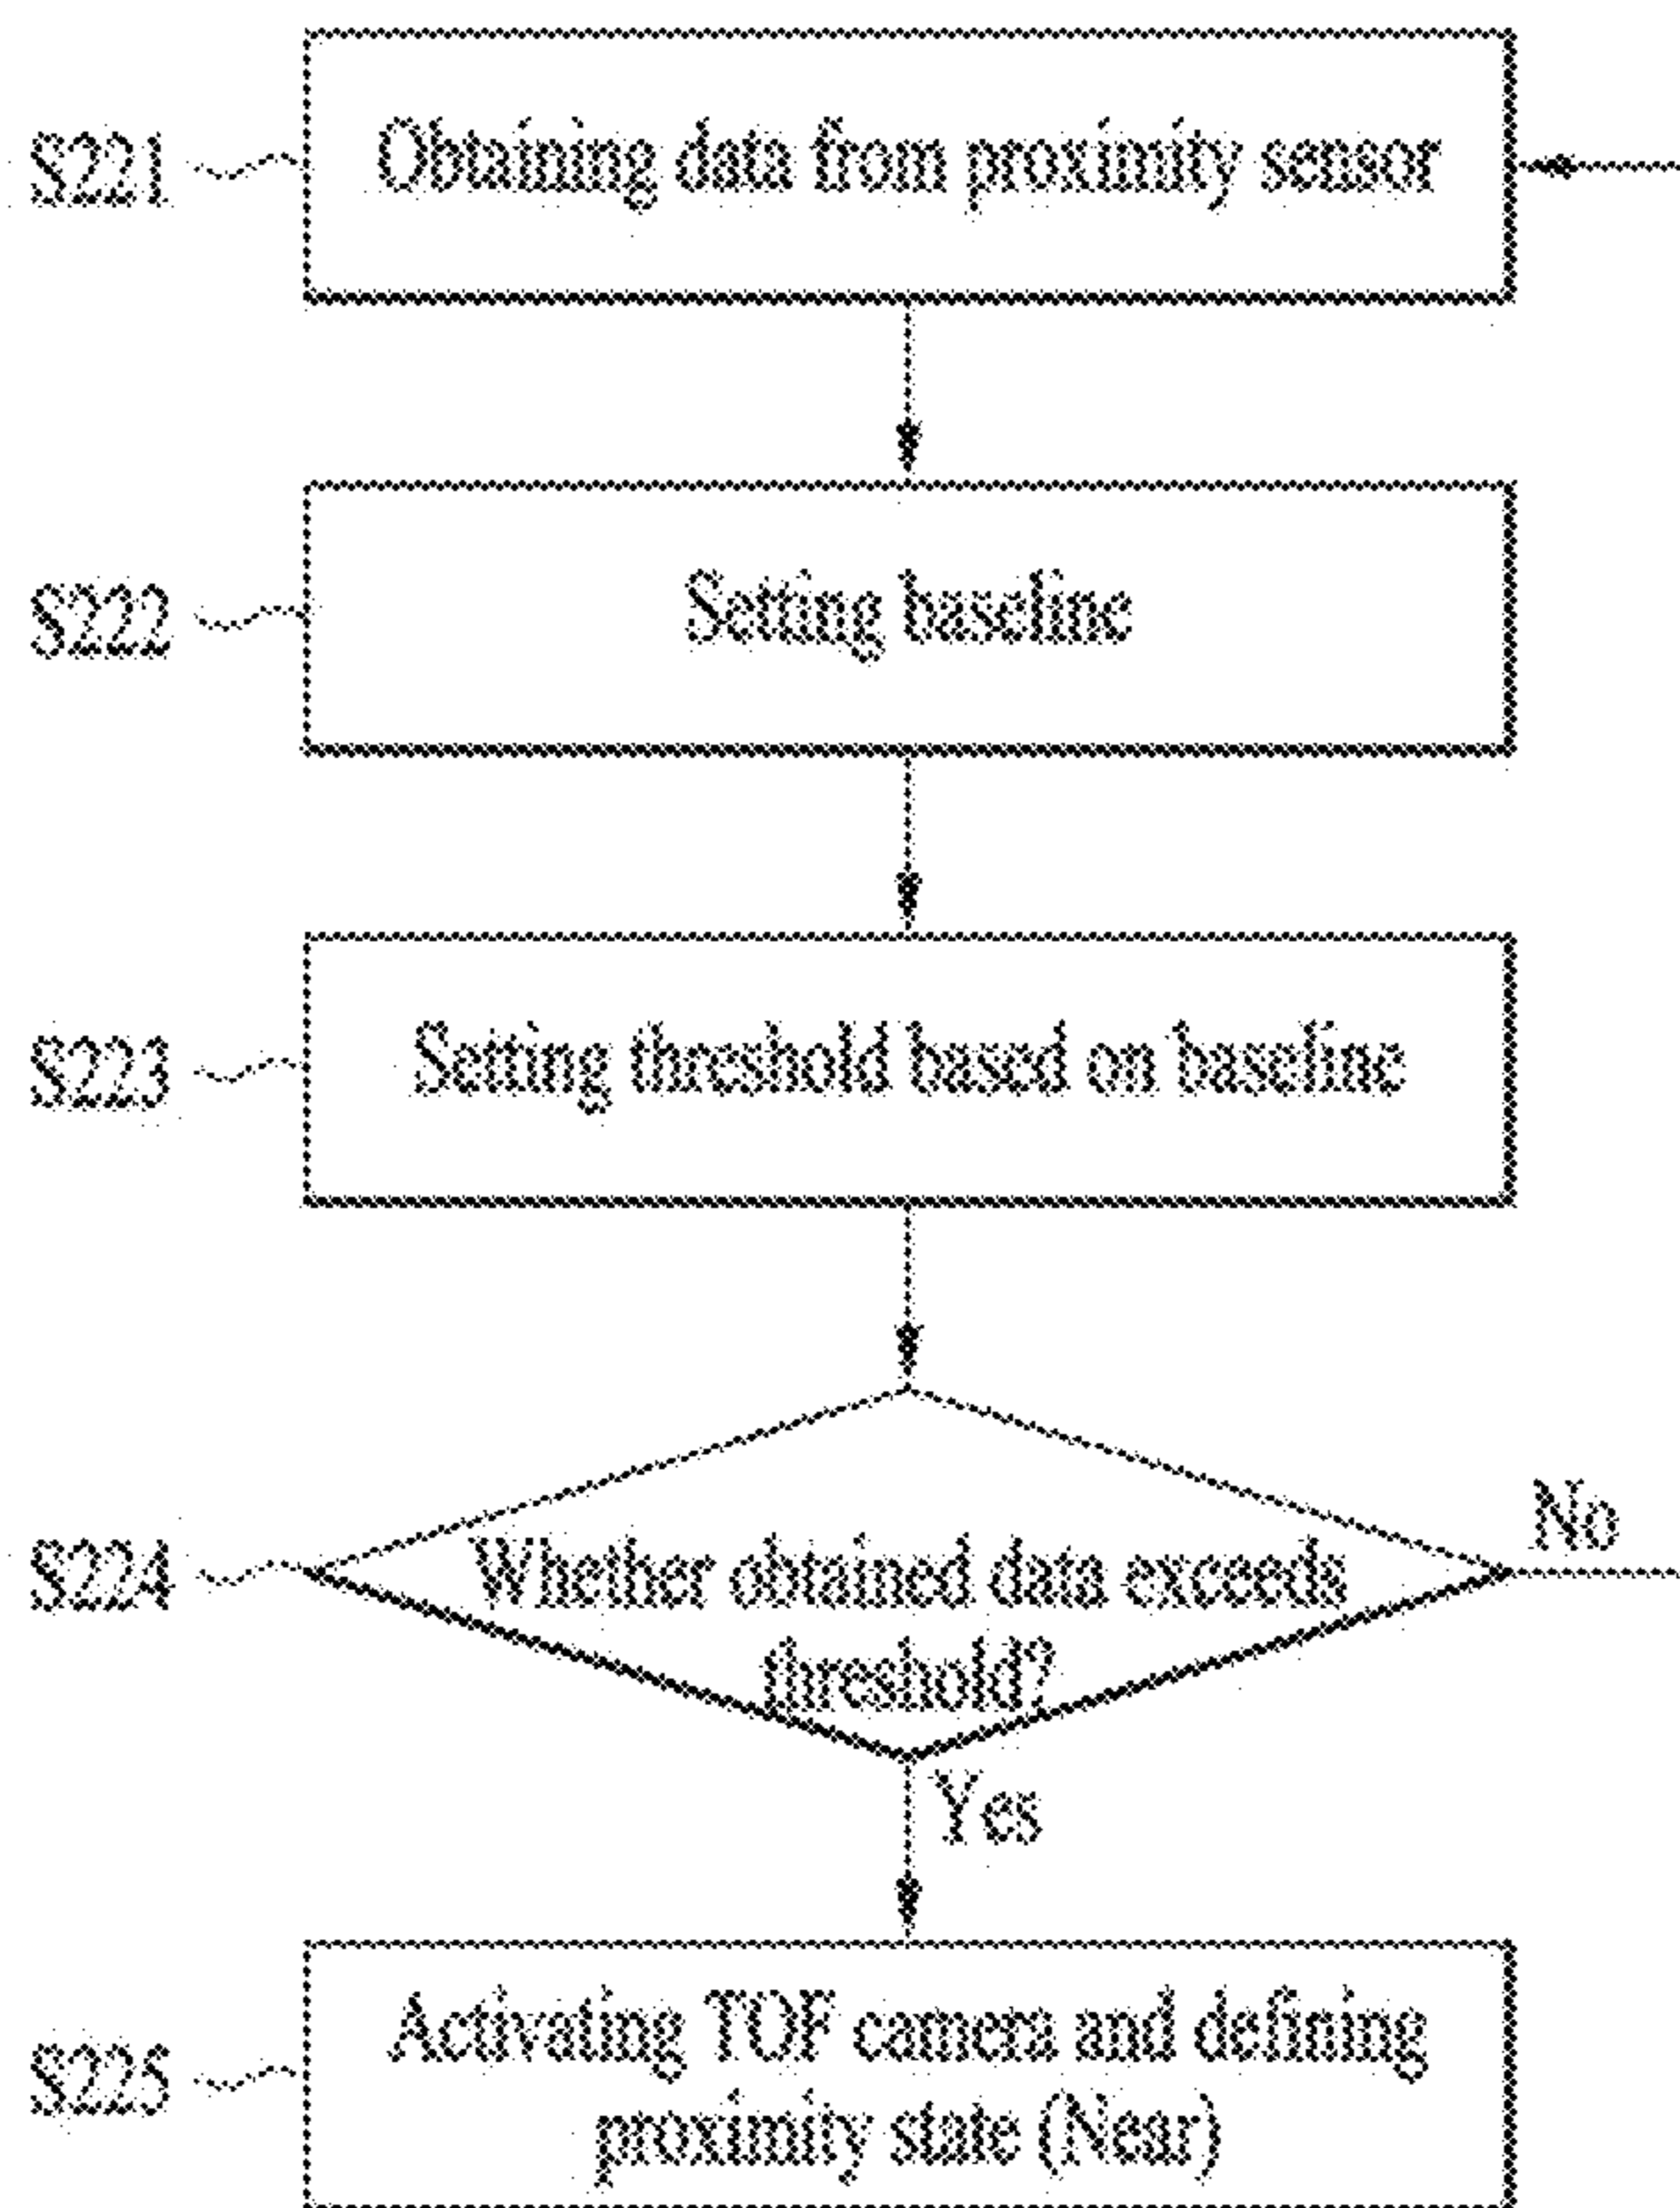 S221
Obtaining data from proximity sensor
S222
Setting baseline
S223
Setting threshold based on baseline
S224
Whether obtained data exceeds
threshold?
No
Yes
S225
Activating TOF camera and defining
proximity state (Near)